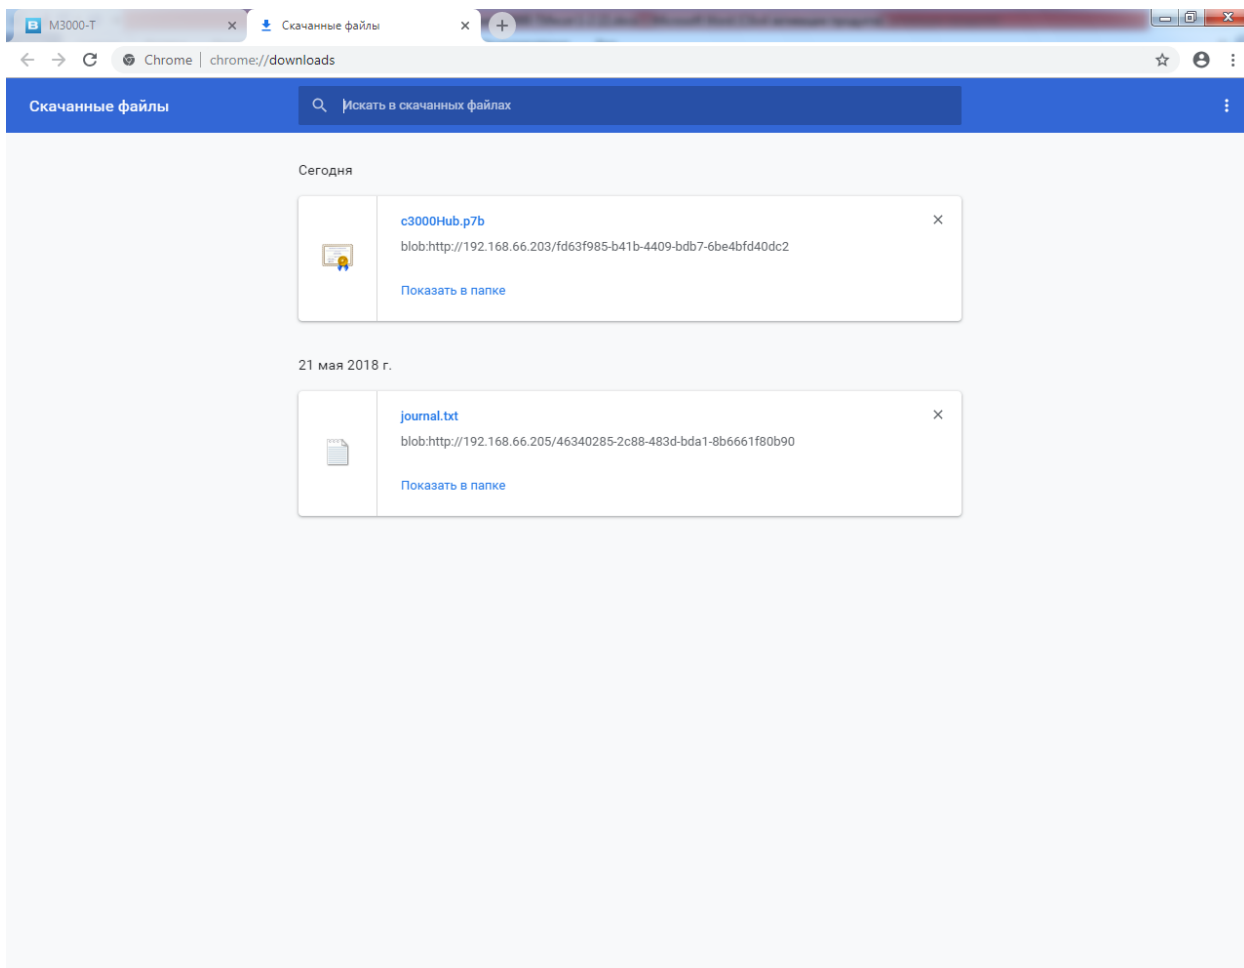 M3000-T
Скачанные файлы
Chrome | chrome://downloads
Скачанные файлы
Искать в скачанных файлах
Сегодня
c3000Hub.p7b
blob:http://192.168.66.203/fd63f985-b41b-4409-bdb7-6be4bfd40dc2
Показать в папке
21 мая 2018 г.
journal.txt
blob:http://192.168.66.205/46340285-2c88-483d-bda1-8b6661f80b90
Показать в папке